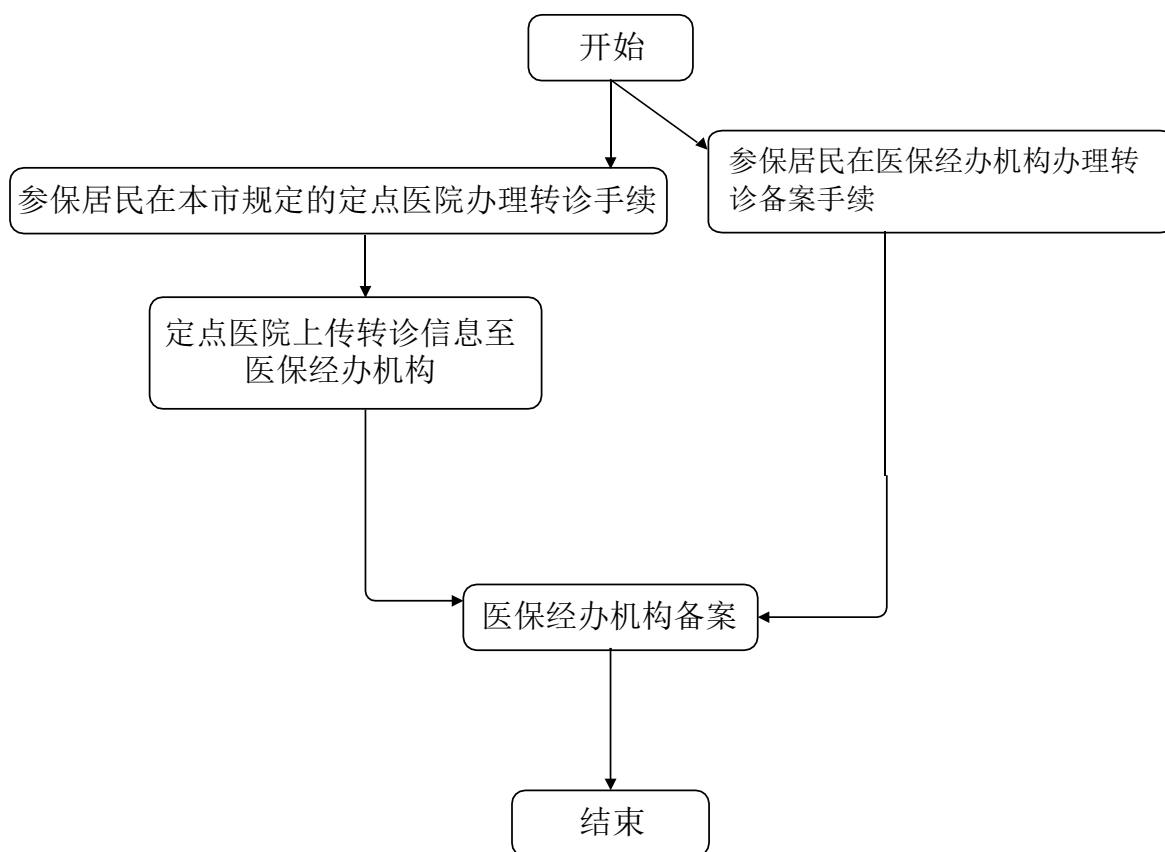 开始
参保居民在医保经办机构办理转
诊备案手续
参保居民在本市规定的定点医院办理转诊手续
定点医院上传转诊信息至
医保经办机构
医保经办机构备案
结束